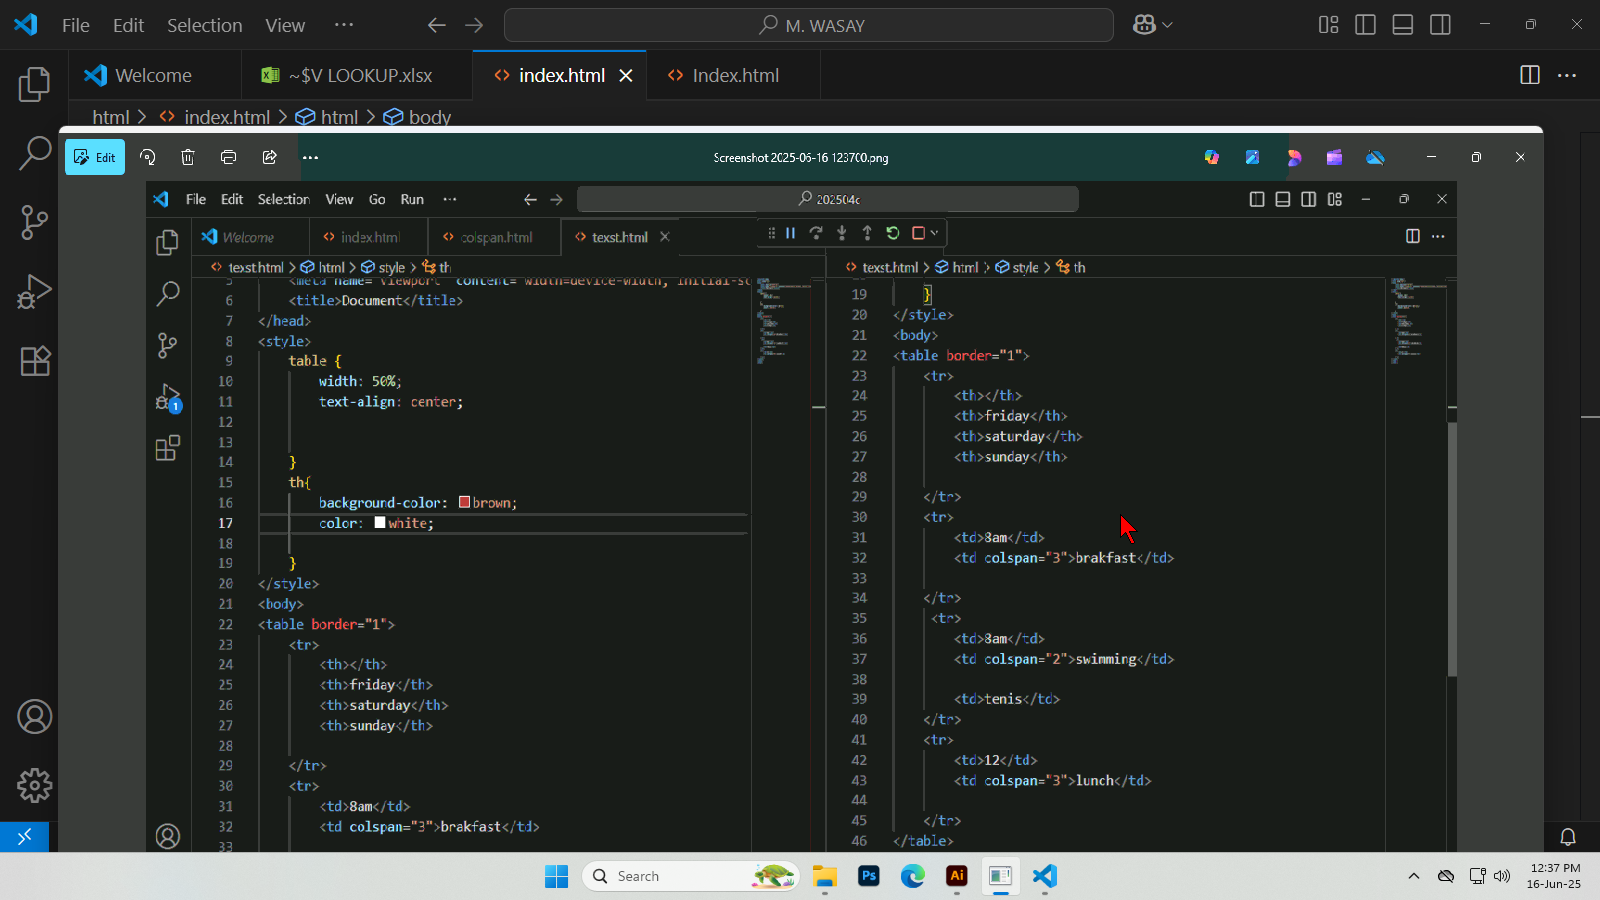 File Edit Selection View ··· M. WASAY
Welcome ~$V LOOKUP.xlsx index.html Index.html
html > index.html > html > body
Edit Screenshot 2025-06-16 123700.png
File Edit Selection View Go Run ··· 202504c
Welcome index.html colspan.html texst.html
texst.html > html > style > th
5 <meta name="viewport" content="width=device-width, initial-sc
6 <title>Document</title>
7 </head>
8 <style>
9 table {
10 width: 50%;
11 text-align: center;
12
13
14 }
15 th{
16 background-color: brown;
17 color: white;
18
19 }
20 </style>
21 <body>
22 <table border="1">
23 <tr>
24 <th></th>
25 <th>friday</th>
26 <th>saturday</th>
27 <th>sunday</th>
28
29 </tr>
30 <tr>
31 <td>8am</td>
32 <td colspan="3">brakfast</td>
33
texst.html > html > style > th
19 }
20 </style>
21 <body>
22 <table border="1">
23 <tr>
24 <th></th>
25 <th>friday</th>
26 <th>saturday</th>
27 <th>sunday</th>
28
29 </tr>
30 <tr>
31 <td>8am</td>
32 <td colspan="3">brakfast</td>
33
34 </tr>
35 <tr>
36 <td>8am</td>
37 <td colspan="2">swimming</td>
38
39 <td>tenis</td>
40 </tr>
41 <tr>
42 <td>12</td>
43 <td colspan="3">lunch</td>
44
45 </tr>
46 </table>
1
Search Ps Ai
12:37 PM
16-Jun-25